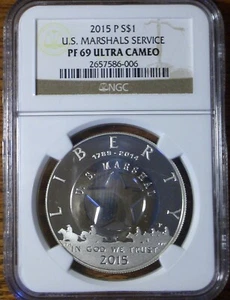 2015 P S$1
U.S. MARSHALS SERVICE
PF 69 ULTRA CAMEO
2657586-006
NGC
LIBERTY
1789-2014
U.S. MARSHAL
IN GOD WE TRUST
2015